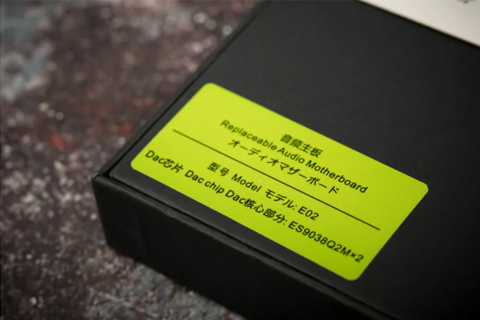 音频主板
Replaceable Audio Motherboard
オーディオマザーボード
型号 Model モデル: E02
Dac芯片 Dac chip Dac核心部分: ES9038Q2M×2